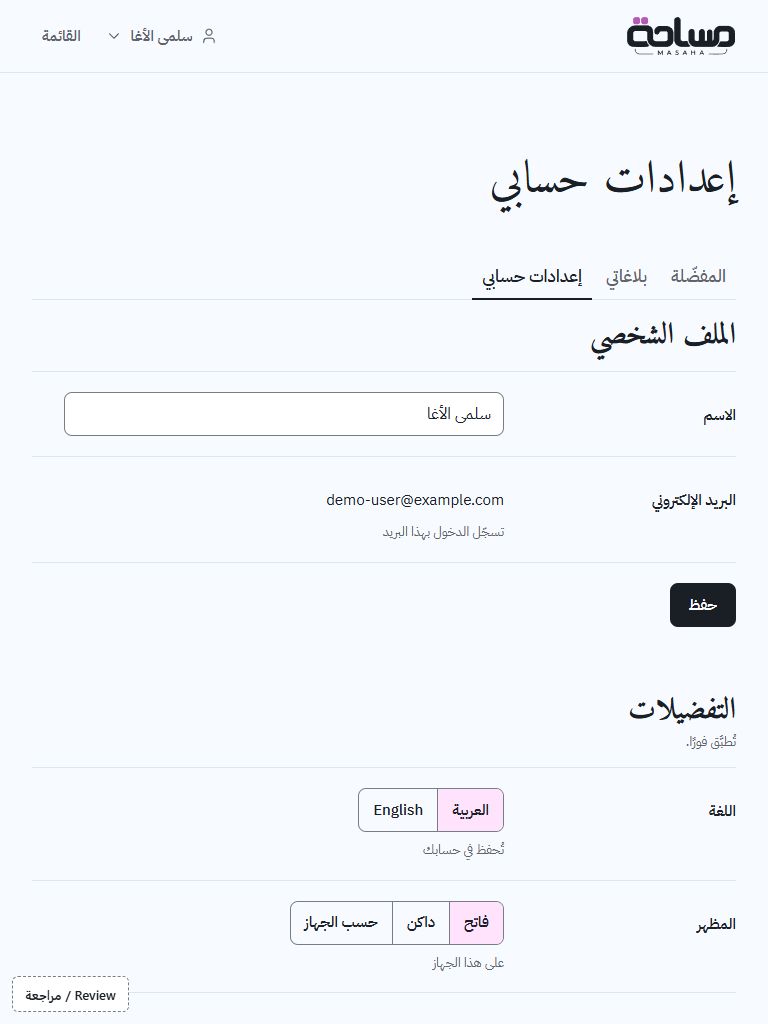 مساحة
MASAHA
سلمى الأغا
القائمة
إعدادات حسابي
المفضّلة
بلاغاتي
إعدادات حسابي
الملف الشخصي
الاسم
سلمى الأغا
البريد الإلكتروني
demo-user@example.com
تسجّل الدخول بهذا البريد
حفظ
التفضيلات
تُطبَّق فورًا.
اللغة
العربية
English
تُحفظ في حسابك
المظهر
فاتح
داكن
حسب الجهاز
على هذا الجهاز
Review / مراجعة